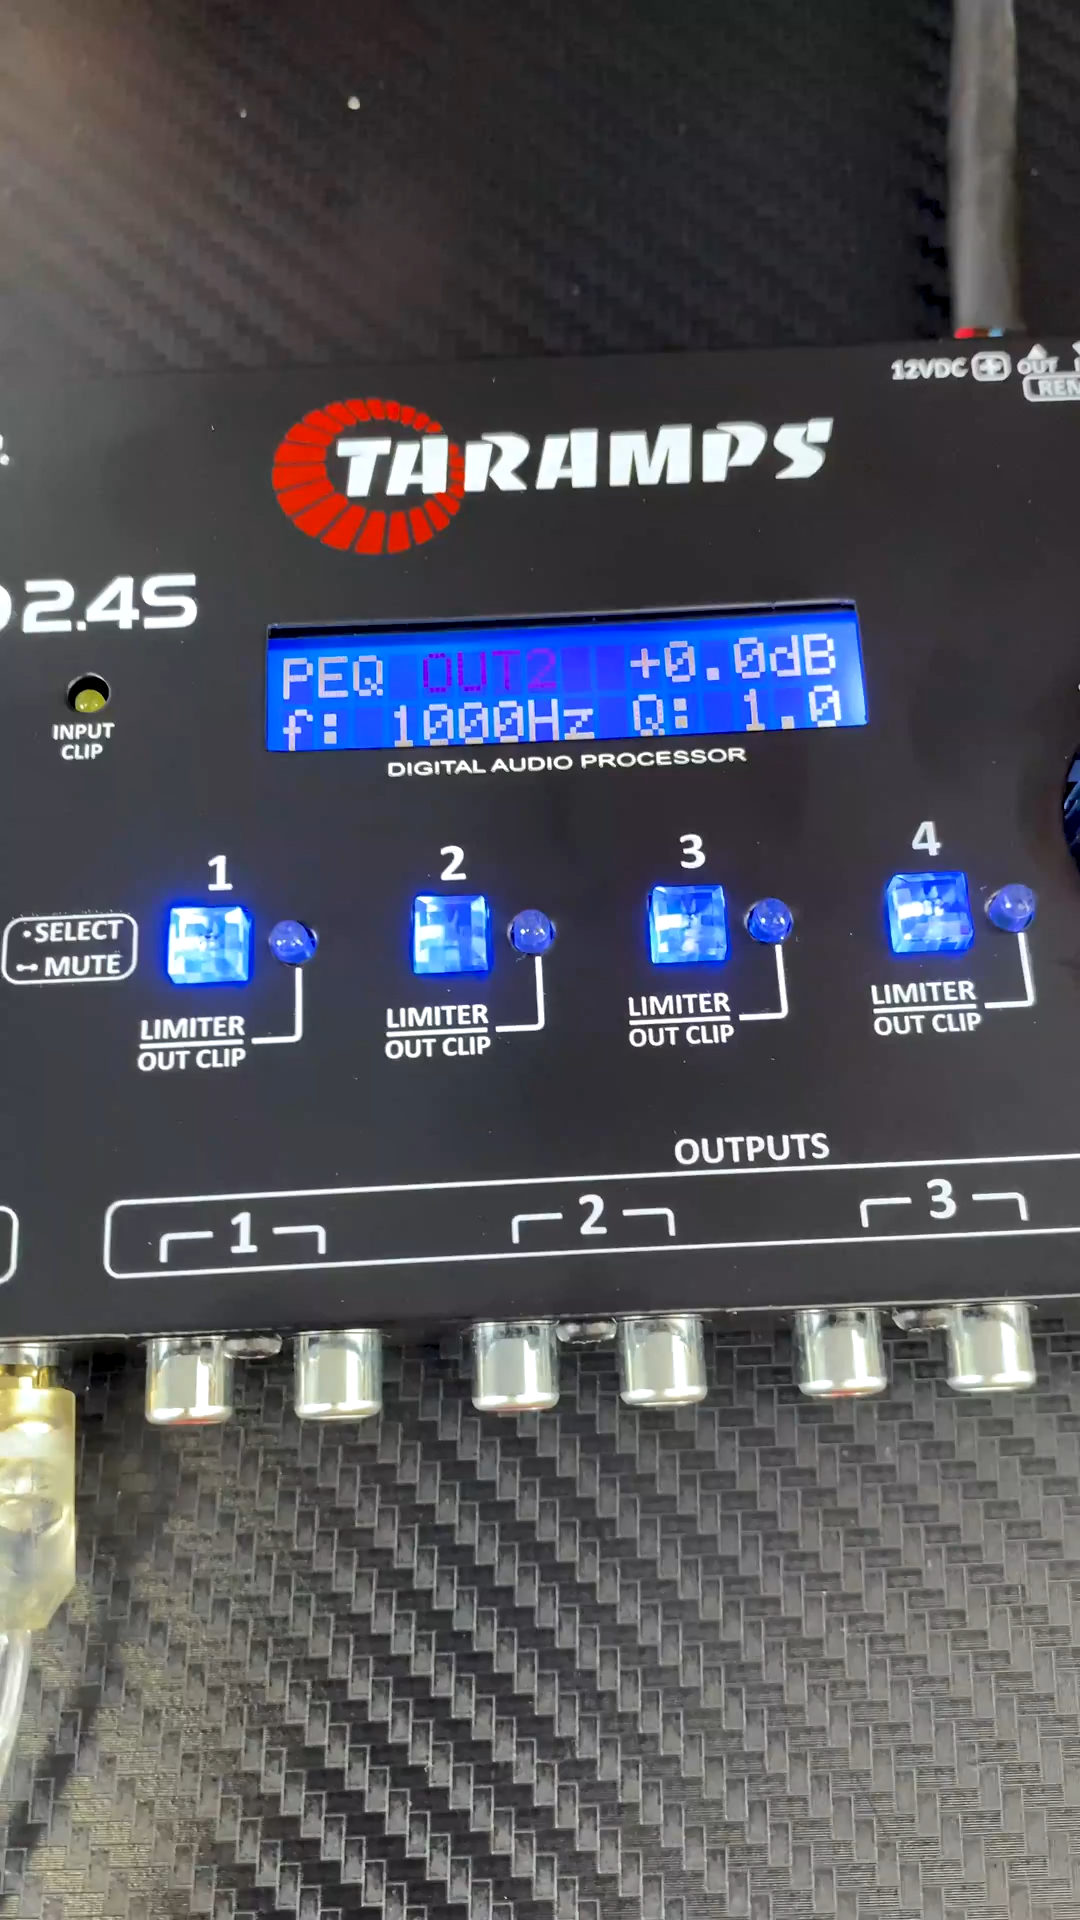 12VDC
OUT
REM
TARAMPS
2.4S
PEQ OUT2 +0.0dB
f: 1000Hz Q: 1.0
INPUT
CLIP
DIGITAL AUDIO PROCESSOR
1 2 3 4
•SELECT
MUTE
LIMITER LIMITER LIMITER LIMITER
OUT CLIP OUT CLIP OUT CLIP OUT CLIP
OUTPUTS
1 2 3